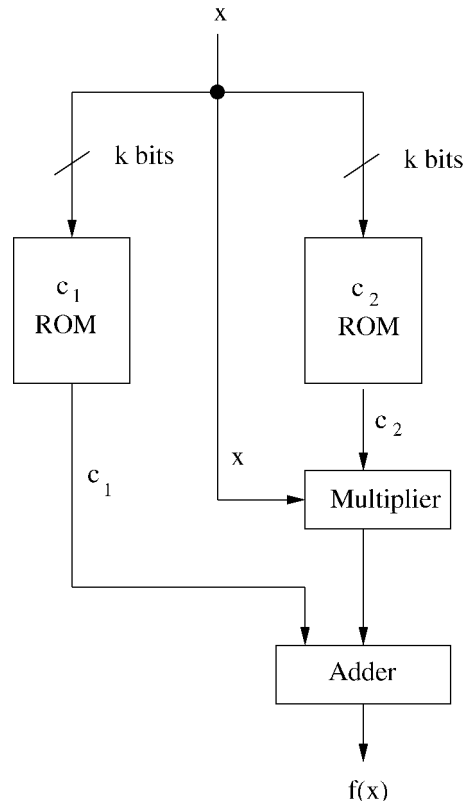 x
k bits
k bits
c 1
ROM
c 2
ROM
c 2
x
c 1
Multiplier
Adder
f(x)